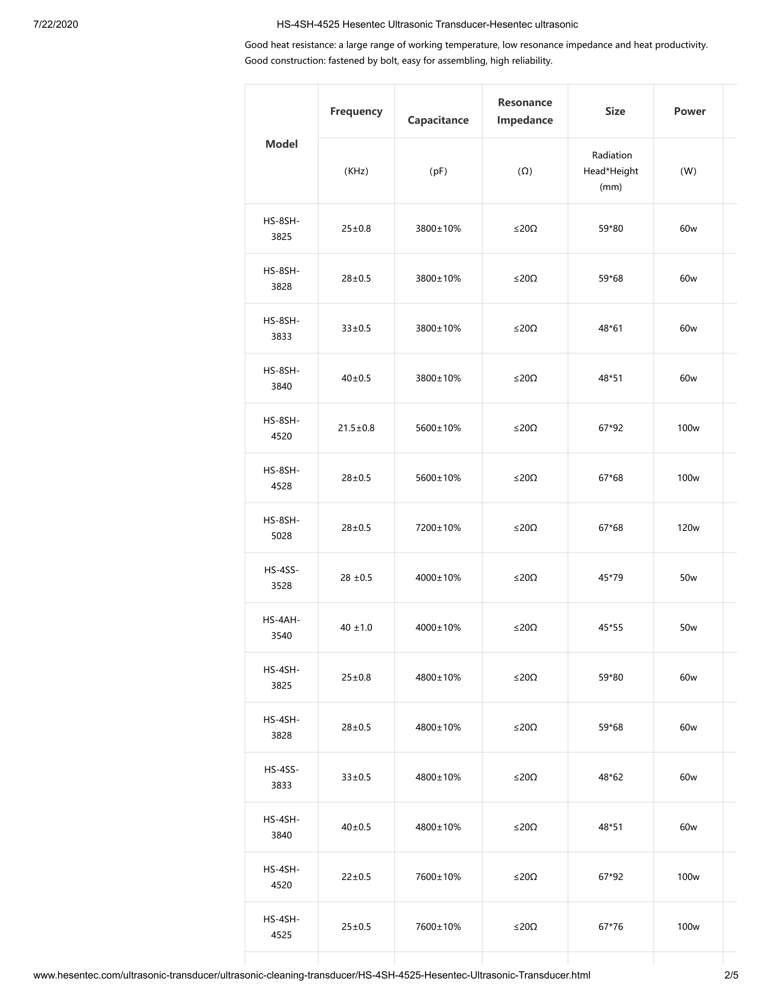 7/22/2020 HS-4SH-4525 Hesentec Ultrasonic Transducer-Hesentec ultrasonic
Good heat resistance: a large range of working temperature, low resonance impedance and heat productivity.
Good construction: fastened by bolt, easy for assembling, high reliability.
Model
Frequency
Capacitance
Resonance
Impedance
Size
Power
(KHz)
(pF)
(Ω)
Radiation
Head*Height
(mm)
(W)
HS-8SH-
3825
25±0.8
3800±10%
≤20Ω
59*80
60w
HS-8SH-
3828
28±0.5
3800±10%
≤20Ω
59*68
60w
HS-8SH-
3833
33±0.5
3800±10%
≤20Ω
48*61
60w
HS-8SH-
3840
40±0.5
3800±10%
≤20Ω
48*51
60w
HS-8SH-
4520
21.5±0.8
5600±10%
≤20Ω
67*92
100w
HS-8SH-
4528
28±0.5
5600±10%
≤20Ω
67*68
100w
HS-8SH-
5028
28±0.5
7200±10%
≤20Ω
67*68
120w
HS-4SS-
3528
28 ±0.5
4000±10%
≤20Ω
45*79
50w
HS-4AH-
3540
40 ±1.0
4000±10%
≤20Ω
45*55
50w
HS-4SH-
3825
25±0.8
4800±10%
≤20Ω
59*80
60w
HS-4SH-
3828
28±0.5
4800±10%
≤20Ω
59*68
60w
HS-4SS-
3833
33±0.5
4800±10%
≤20Ω
48*62
60w
HS-4SH-
3840
40±0.5
4800±10%
≤20Ω
48*51
60w
HS-4SH-
4520
22±0.5
7600±10%
≤20Ω
67*92
100w
HS-4SH-
4525
25±0.5
7600±10%
≤20Ω
67*76
100w
www.hesentec.com/ultrasonic-transducer/ultrasonic-cleaning-transducer/HS-4SH-4525-Hesentec-Ultrasonic-Transducer.html 2/5